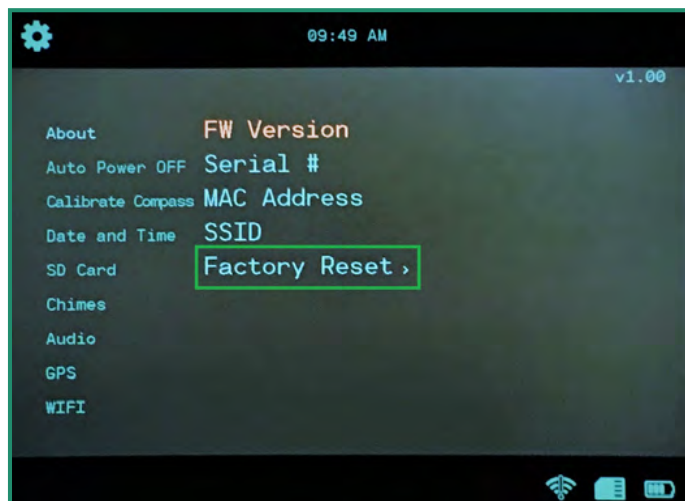 09:49 AM
v1.00
About
FW Version
Auto Power OFF
Serial #
Calibrate Compass
MAC Address
Date and Time
SSID
SD Card
Factory Reset ›
Chimes
Audio
GPS
WIFI